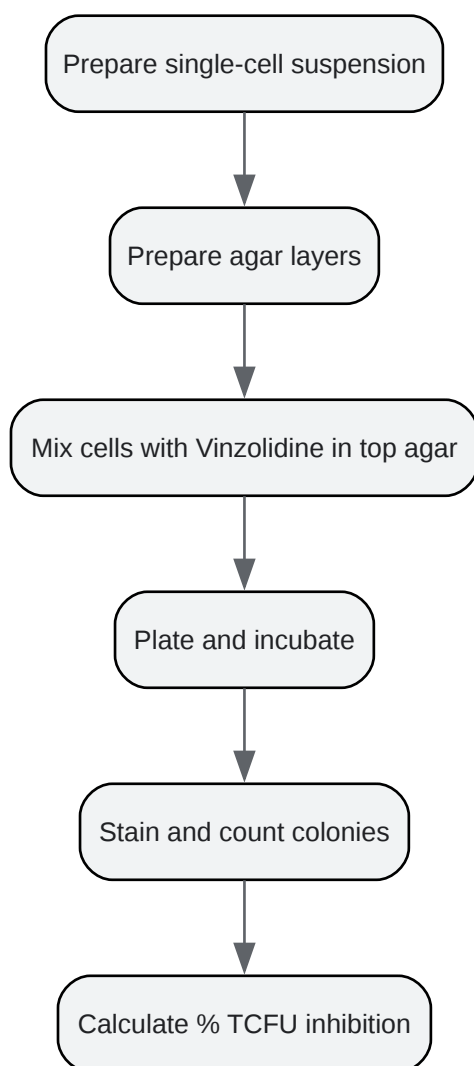 Prepare single-cell suspension
Prepare agar layers
Mix cells with Vinzolidine in top agar
Plate and incubate
Stain and count colonies
Calculate % TCFU inhibition